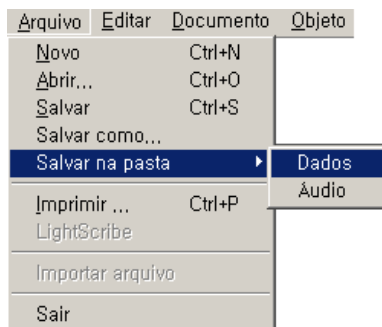 Arquivo Editar Documento Objeto
Novo Ctrl+N
Abrir... Ctrl+O
Salvar Ctrl+S
Salvar como...
Salvar na pasta Dados
Áudio
Imprimir ... Ctrl+P
LightScribe
Importar arquivo
Sair